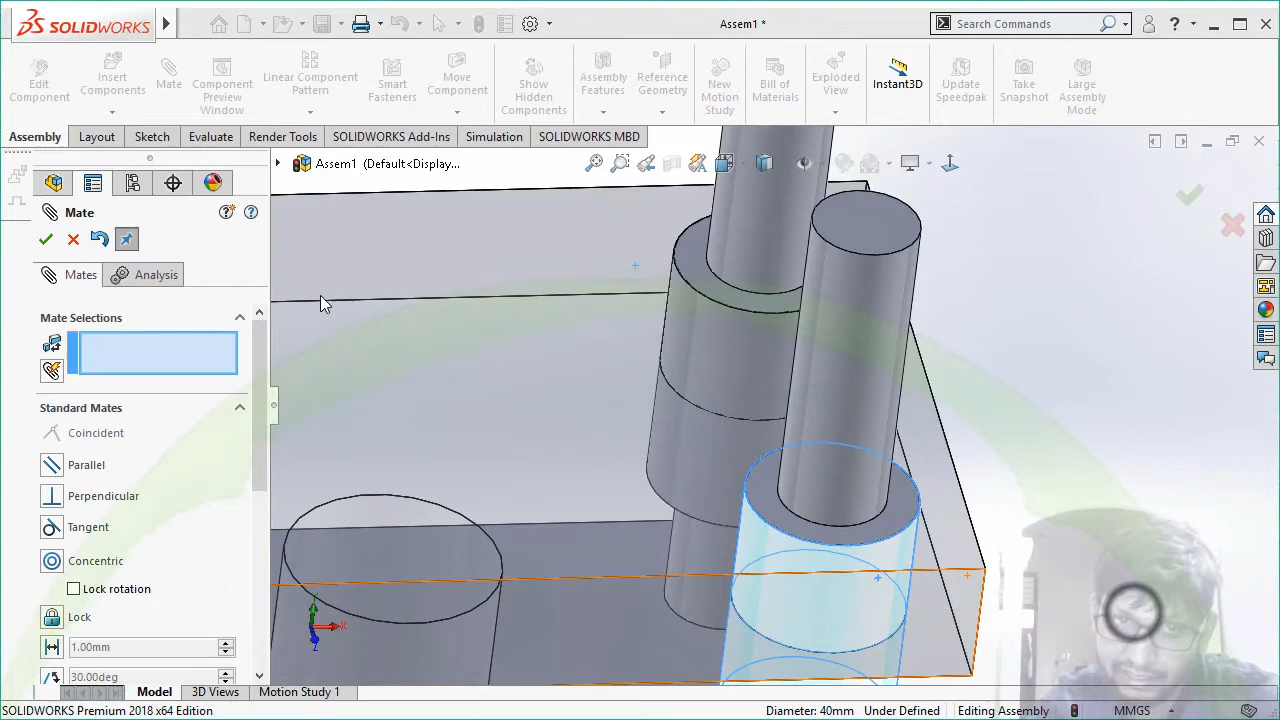 SOLIDWORKS
Assem1 *
Search Commands
Edit Component
Insert Components
Mate
Component Preview Window
Linear Component Pattern
Smart Fasteners
Move Component
Show Hidden Components
Assembly Features
Reference Geometry
New Motion Study
Bill of Materials
Exploded View
Instant3D
Update Speedpak
Take Snapshot
Large Assembly Mode
Assembly
Layout
Sketch
Evaluate
Render Tools
SOLIDWORKS Add-Ins
Simulation
SOLIDWORKS MBD
Assem1 (Default<Display...
Mate
Mates
Analysis
Mate Selections
Standard Mates
Coincident
Parallel
Perpendicular
Tangent
Concentric
Lock rotation
Lock
1.00mm
30.00deg
Y
X
Z
Model
3D Views
Motion Study 1
SOLIDWORKS Premium 2018 x64 Edition
Diameter: 40mm
Under Defined
Editing Assembly
MMGS